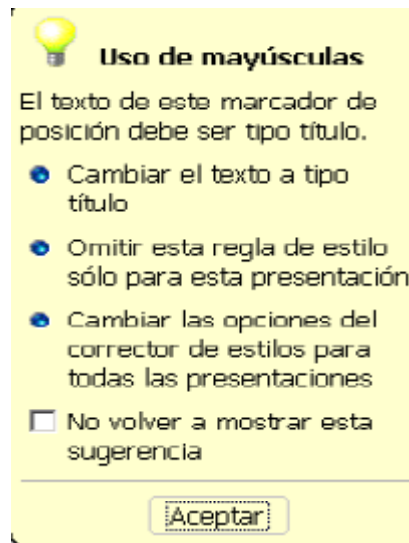 Uso de mayúsculas
El texto de este marcador de
posición debe ser tipo título.
Cambiar el texto a tipo
título
Omitir esta regla de estilo
sólo para esta presentación
Cambiar las opciones del
corrector de estilos para
todas las presentaciones
No volver a mostrar esta
sugerencia
Aceptar